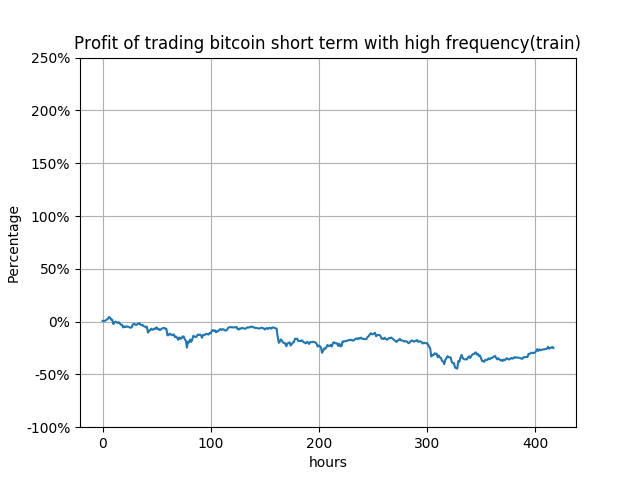 Profit of trading bitcoin short term with high frequency(train)
250%
200%
150%
100%
50%
0%
-50%
-100%
Percentage
0 100 200 300 400
hours